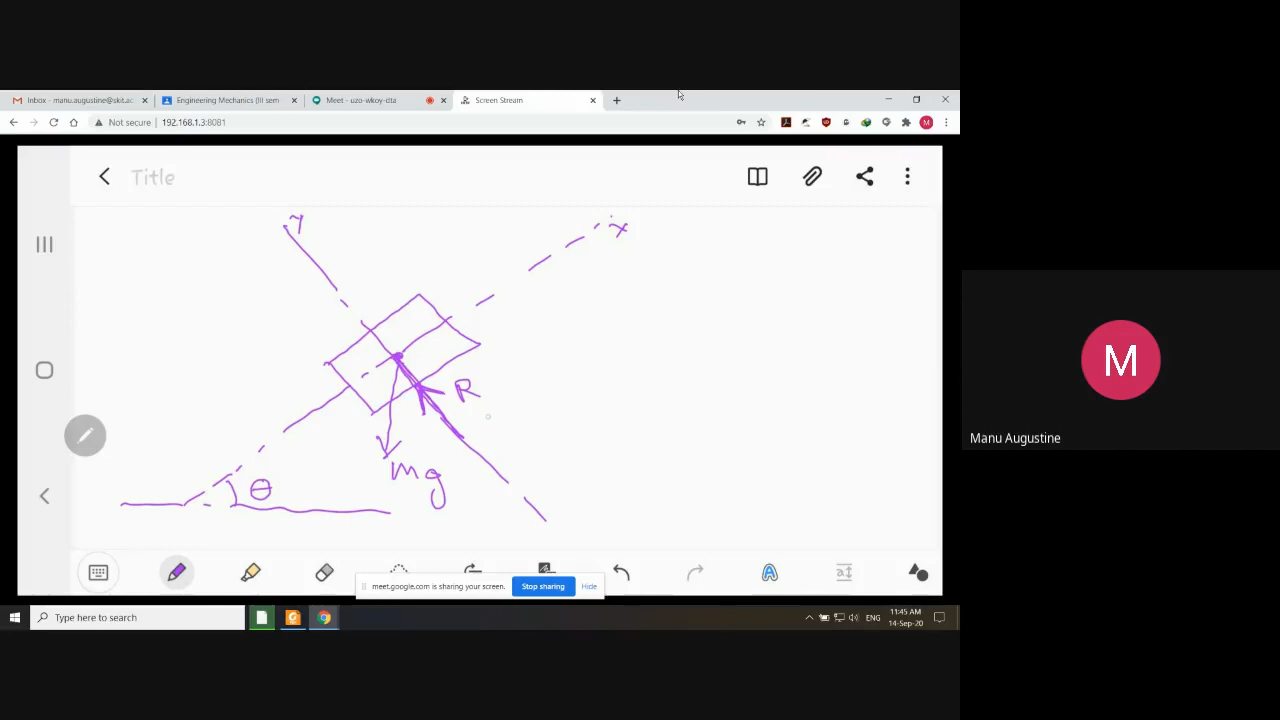 Inbox - manu.augustine@skit.ac
Engineering Mechanics (III sem
Meet - uzo-wkoy-dta
Screen Stream
Not secure | 192.168.1.3:8081
Title
y
x
R
mg
θ
M
Manu Augustine
meet.google.com is sharing your screen.
Stop sharing
Hide
Type here to search
ENG
11:45 AM
14-Sep-20